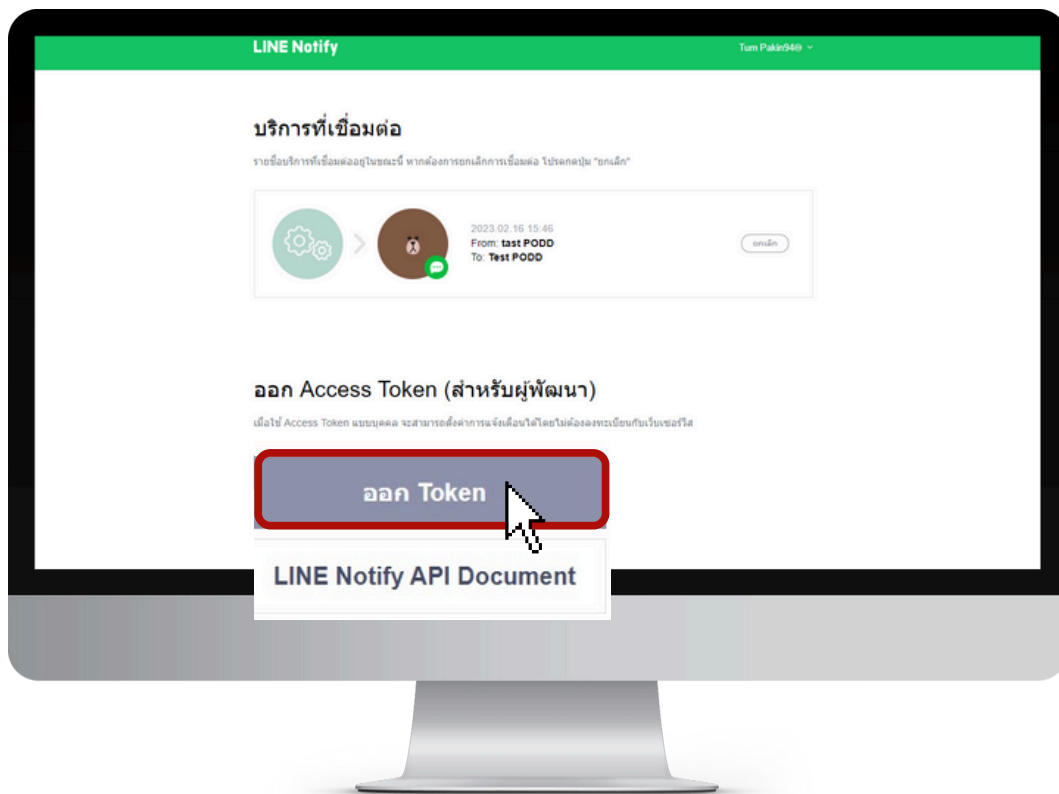 LINE Notify
Tum Pakin94@
บริการที่เชื่อมต่อ
รายชื่อบริการที่เชื่อมต่ออยู่ในขณะนี้ หากต้องการยกเลิกการเชื่อมต่อ โปรดกดปุ่ม "ยกเลิก"
2023.02.16 15:46
From: tast PODD
To: Test PODD
ยกเลิก
ออก Access Token (สำหรับผู้พัฒนา)
เมื่อใช้ Access Token แบบบุคคล จะสามารถตั้งค่าการแจ้งเตือนได้โดยไม่ต้องลงทะเบียนกับเว็บเซอร์วิส
ออก Token
LINE Notify API Document